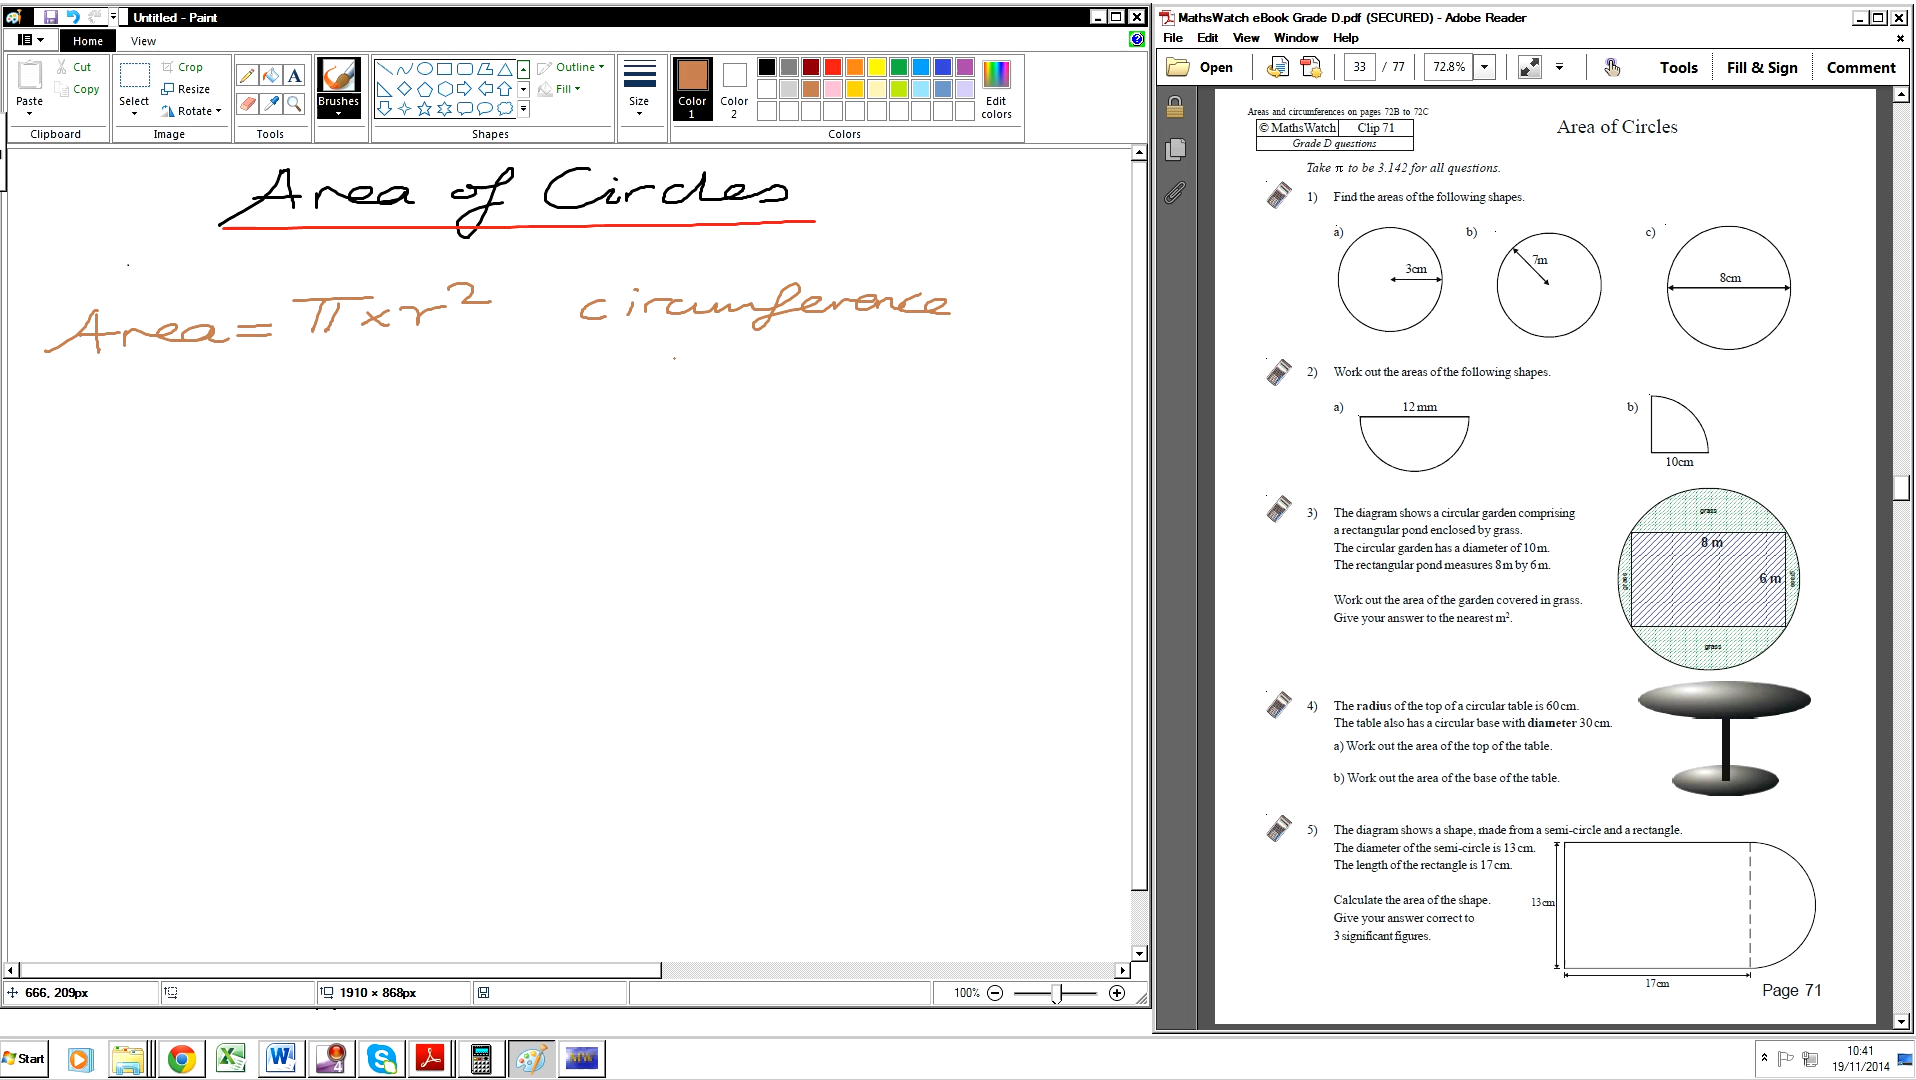 Untitled - Paint
Home View
Paste Cut Copy Clipboard
Select Crop Resize Rotate Image
A
Tools
Brushes
Outline Fill Shapes
Size
Color 1 Color 2 Edit colors Colors
Area of Circles
Area = π × r² circumference
666, 209px
1910 × 868px
100%
MathsWatch eBook Grade D.pdf (SECURED) - Adobe Reader
File Edit View Window Help
Open 33 / 77 72.8% Tools Fill & Sign Comment
Areas and circumferences on pages 72B to 72C
© MathsWatch Clip 71
Grade D questions
Area of Circles
Take π to be 3.142 for all questions.
1) Find the areas of the following shapes.
a) 3cm b) 7m c) 8cm
2) Work out the areas of the following shapes.
a) 12mm b) 10cm
3) The diagram shows a circular garden comprising
a rectangular pond enclosed by grass.
The circular garden has a diameter of 10m.
The rectangular pond measures 8m by 6m.
Work out the area of the garden covered in grass.
Give your answer to the nearest m².
grass
8 m
grass 6 m grass
grass
4) The radius of the top of a circular table is 60cm.
The table also has a circular base with diameter 30cm.
a) Work out the area of the top of the table.
b) Work out the area of the base of the table.
5) The diagram shows a shape, made from a semi-circle and a rectangle.
The diameter of the semi-circle is 13cm.
The length of the rectangle is 17cm.
Calculate the area of the shape.
Give your answer correct to
3 significant figures.
13cm
17cm
Page 71
Start
10:41
19/11/2014